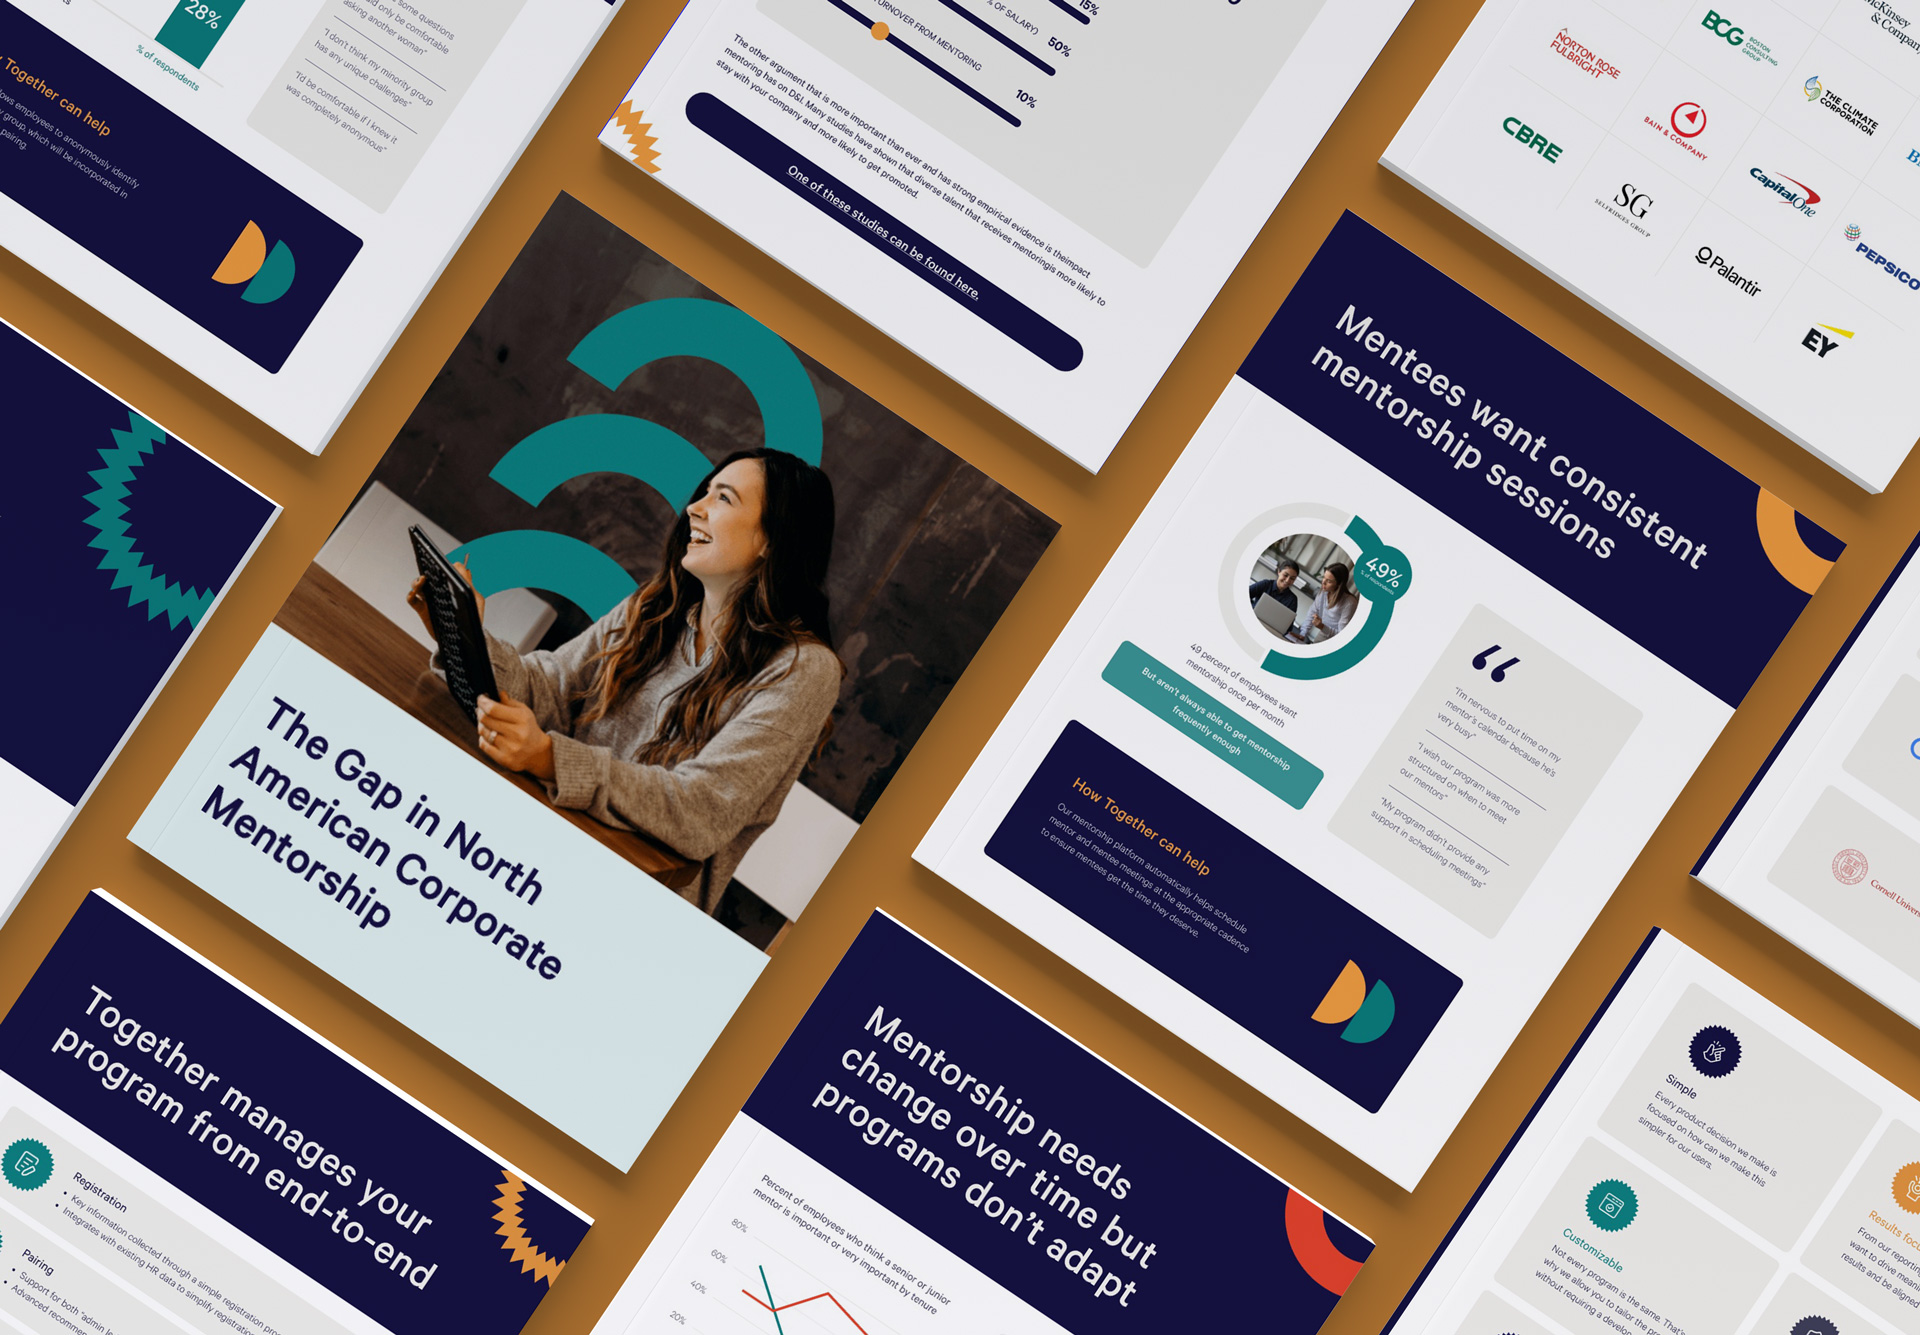 28%
% of respondents
some questions
ld only be comfortable
asking another woman"
"I don't think my minority group
has any unique challenges"
"I'd be comfortable if I knew it
was completely anonymous"
Together can help
lows employees to anonymously identify
group, which will be incorporated in
pairing.
15%
% OF SALARY)
50%
TURNOVER FROM MENTORING
10%
The other argument that is more important than ever and has strong empirical evidence is theimpact
mentoring has on D&I. Many studies have shown that diverse talent that receives mentoringis more likely to
stay with your company and more likely to get promoted.
One of these studies can be found here.
McKinsey
& Company
BCG
BOSTON
CONSULTING
GROUP
NORTON ROSE
FULBRIGHT
THE CLIMATE
CORPORATION
BAIN & COMPANY
CBRE
Capital One
SG
SELFRIDGES GROUP
PEPSICO
Palantir
EY
The Gap in North
American Corporate
Mentorship
Mentees want consistent
mentorship sessions
49%
% of respondents
49 percent of employees want
mentorship once per month
But aren't always able to get mentorship
frequently enough
"I'm nervous to put time on my
mentor's calendar because he's
very busy"
"I wish our program was more
structured on when to meet
our mentors"
"My program didn't provide any
support in scheduling meetings"
How Together can help
Our mentorship platform automatically helps schedule
mentor and mentee meetings at the appropriate cadence
to ensure mentees get the time they deserve.
Cornell Univers
Together manages your
program from end-to-end
Registration
• Key information collected through a simple registration pro
• Integrates with existing HR data to simplify registration
Pairing
• Support for both "admin le
• Advanced recommen
Mentorship needs
change over time but
programs don't adapt
Percent of employees who think a senior or junior
mentor is important or very important by tenure
80%
60%
40%
20%
Simple
Every product decision we make is
focused on how can we make this
simpler for our users.
Customizable
Not every program is the same. That's
why we allow you to tailor the pr
without requiring a develop
Results focu
From our reporting
want to drive meani
results and be aligned